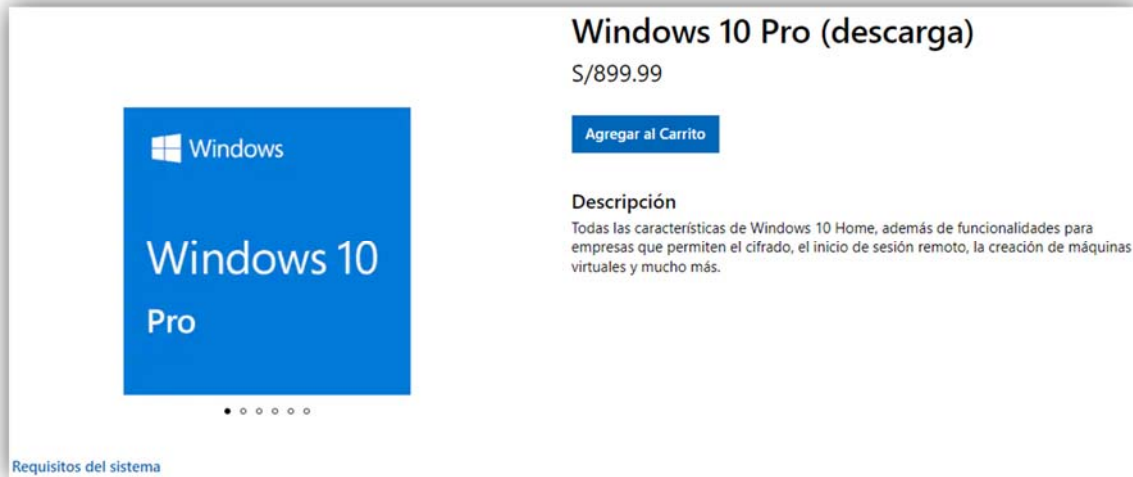 Windows 10 Pro (descarga)
S/899.99
Agregar al Carrito
Descripción
Todas las características de Windows 10 Home, además de funcionalidades para
empresas que permiten el cifrado, el inicio de sesión remoto, la creación de máquinas
virtuales y mucho más.
Windows
Windows 10
Pro
Requisitos del sistema